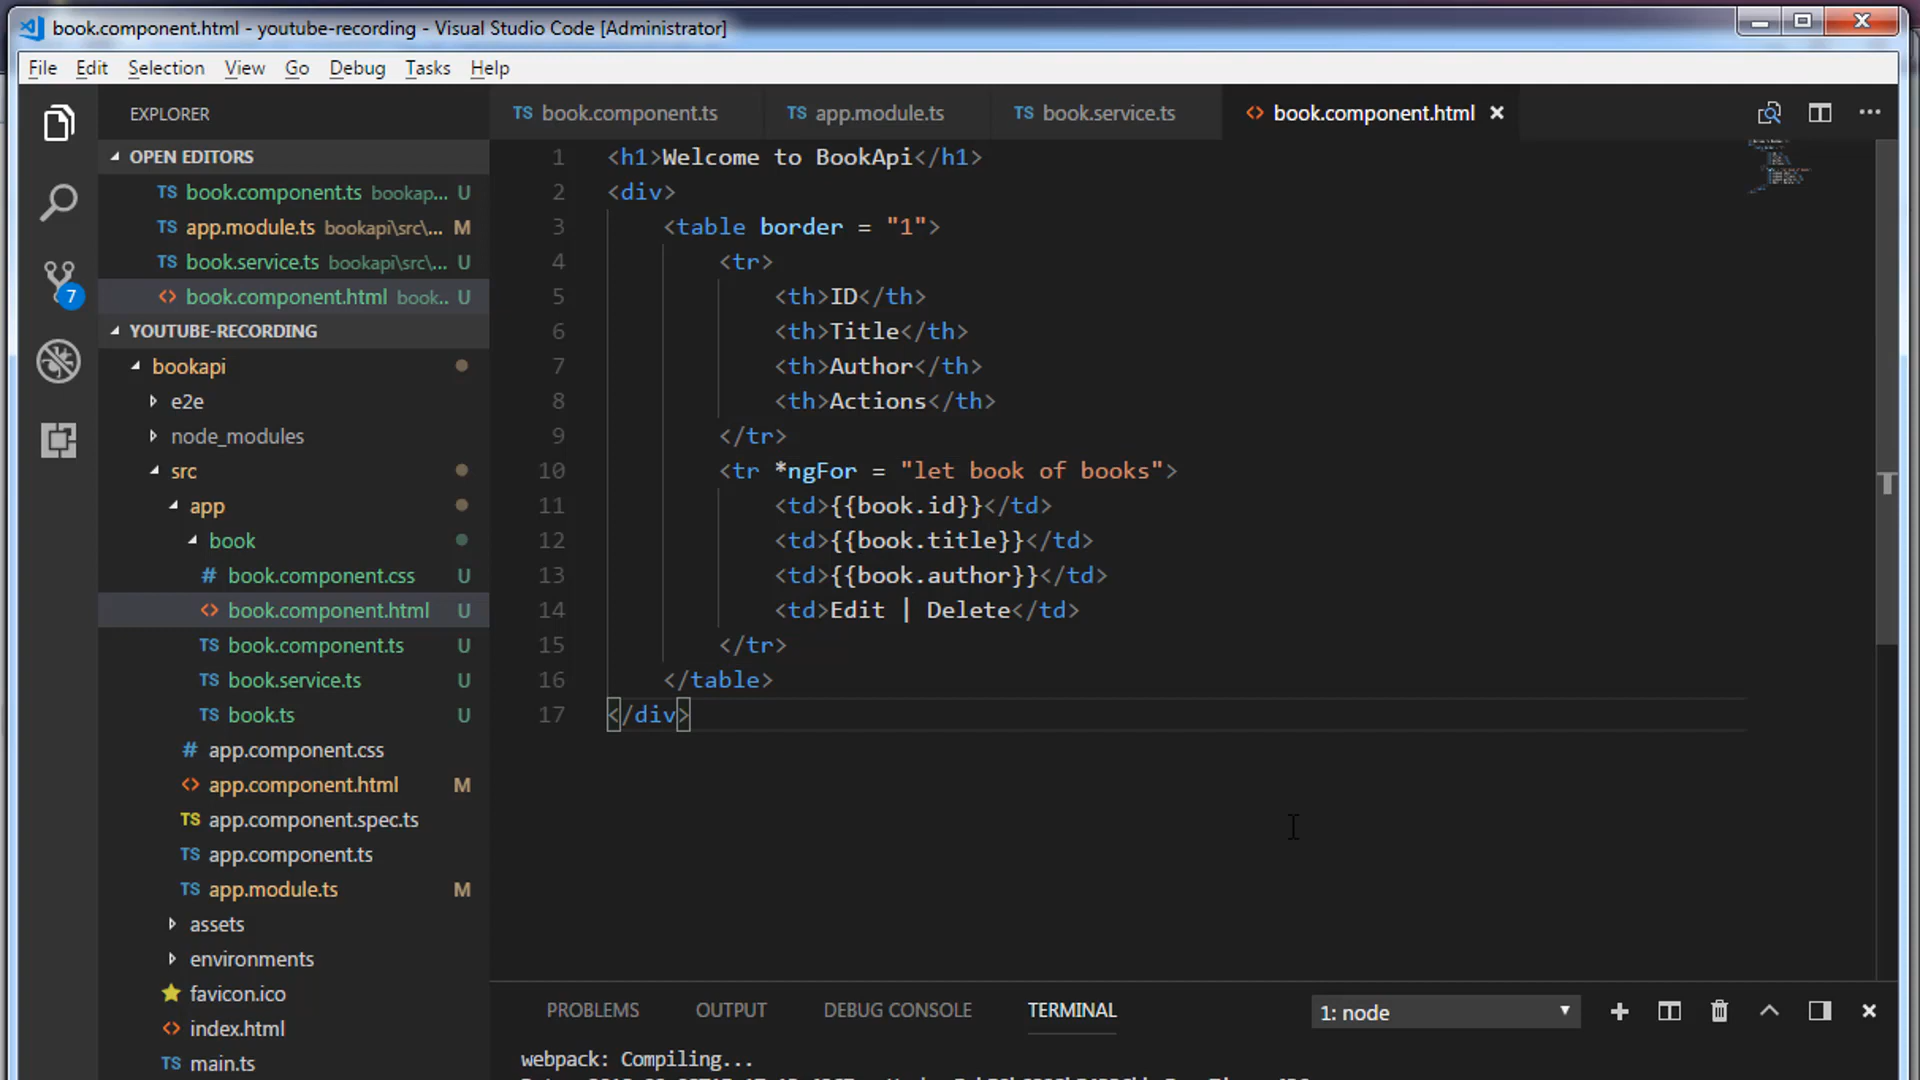 book.component.html - youtube-recording - Visual Studio Code [Administrator]
File Edit Selection View Go Debug Tasks Help
EXPLORER
OPEN EDITORS
TS book.component.ts bookap... U
TS app.module.ts bookapi\src\... M
TS book.service.ts bookapi\src\... U
<> book.component.html book... U
YOUTUBE-RECORDING
bookapi
e2e
node_modules
src
app
book
# book.component.css U
<> book.component.html U
TS book.component.ts U
TS book.service.ts U
TS book.ts U
# app.component.css
<> app.component.html M
TS app.component.spec.ts
TS app.component.ts
TS app.module.ts M
assets
environments
favicon.ico
<> index.html
TS main.ts
7
TS book.component.ts TS app.module.ts TS book.service.ts <> book.component.html
1 <h1>Welcome to BookApi</h1>
2 <div>
3 <table border = "1">
4 <tr>
5 <th>ID</th>
6 <th>Title</th>
7 <th>Author</th>
8 <th>Actions</th>
9 </tr>
10 <tr *ngFor = "let book of books">
11 <td>{{book.id}}</td>
12 <td>{{book.title}}</td>
13 <td>{{book.author}}</td>
14 <td>Edit | Delete</td>
15 </tr>
16 </table>
17 </div>
PROBLEMS OUTPUT DEBUG CONSOLE TERMINAL 1: node
webpack: Compiling...